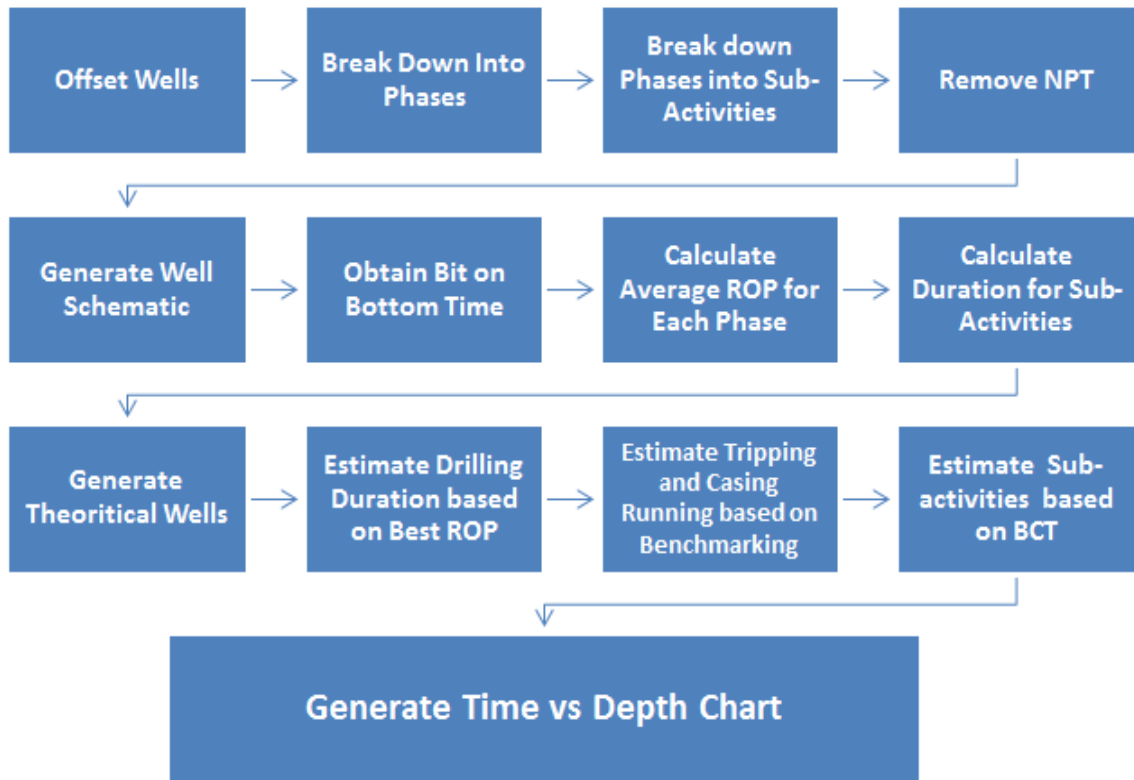 Offset Wells
Break Down Into
Phases
Break down
Phases into Sub-
Activities
Remove NPT
Generate Well
Schematic
Obtain Bit on
Bottom Time
Calculate
Average ROP for
Each Phase
Calculate
Duration for Sub-
Activities
Generate
Theoritical Wells
Estimate Drilling
Duration based
on Best ROP
Estimate Tripping
and Casing
Running based on
Benchmarking
Estimate Sub-
activities based
on BCT
Generate Time vs Depth Chart